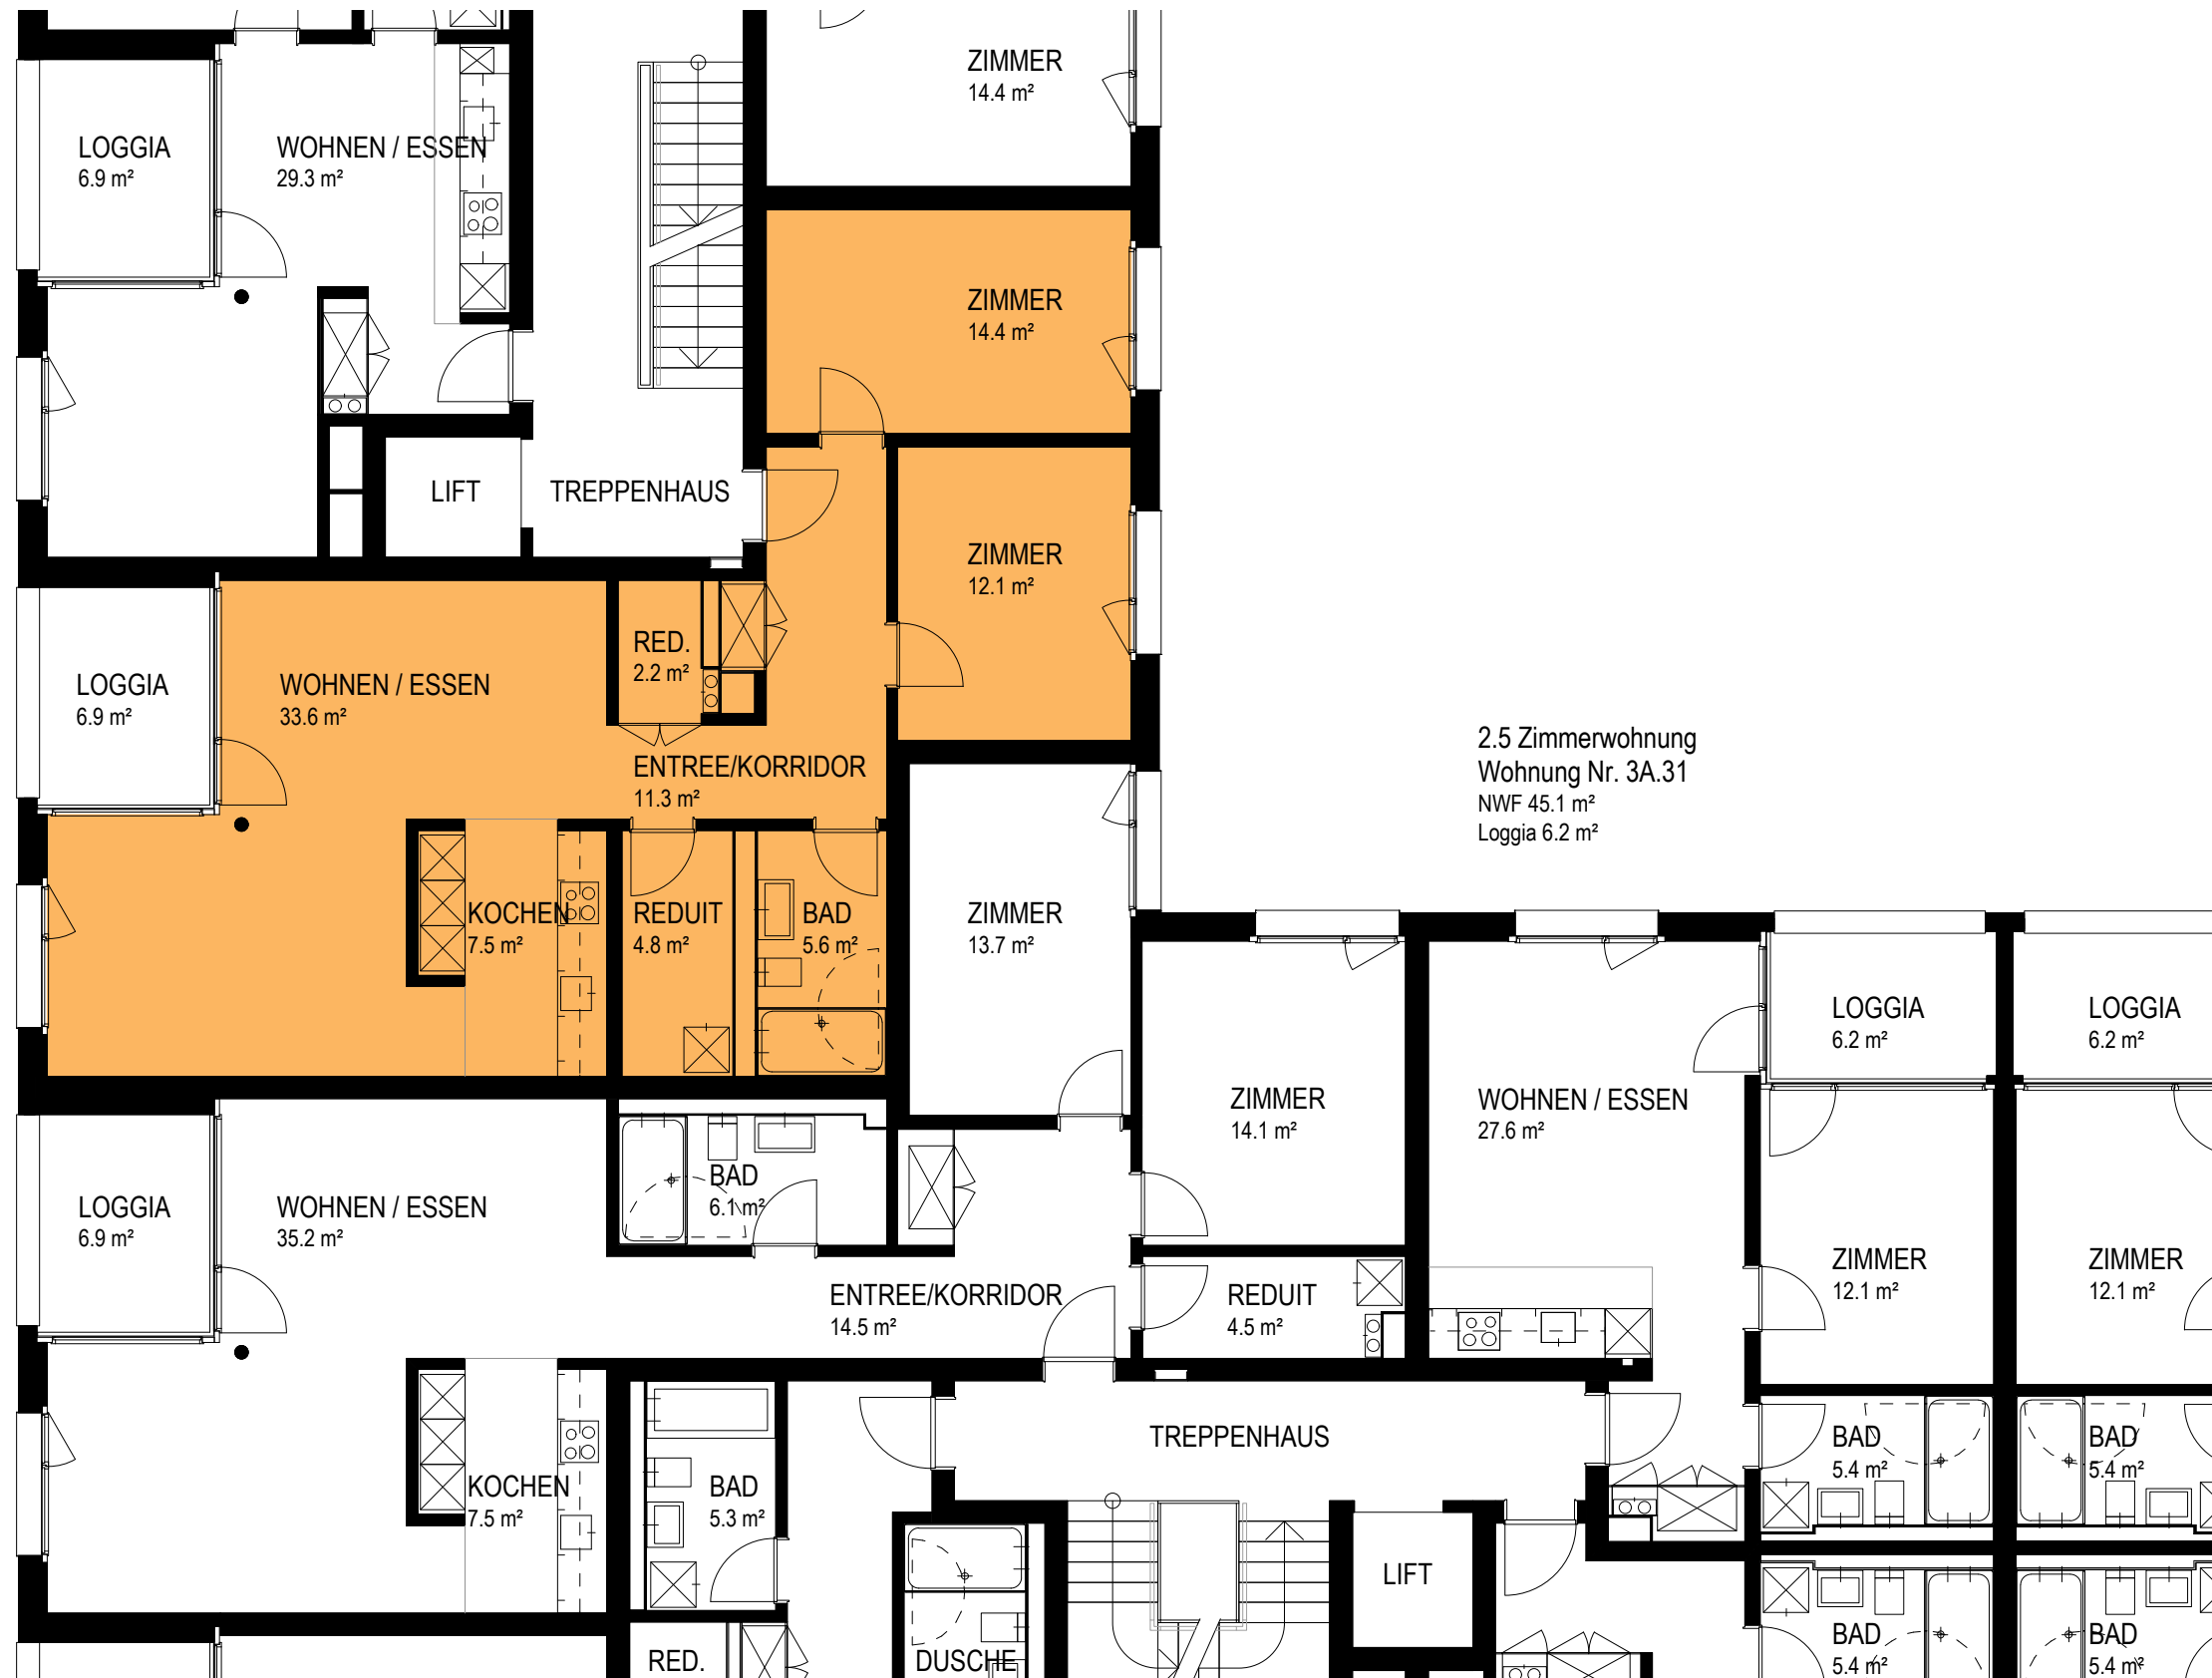 ZIMMER
14.4 m²
LOGGIA
6.9 m²
WOHNEN / ESSEN
29.3 m²
ZIMMER
14.4 m²
LIFT
TREPPENHAUS
ZIMMER
12.1 m²
RED.
2.2 m²
LOGGIA
6.9 m²
WOHNEN / ESSEN
33.6 m²
ENTREE/KORRIDOR
11.3 m²
2.5 Zimmerwohnung
Wohnung Nr. 3A.31
NWF 45.1 m²
Loggia 6.2 m²
KOCHEN
7.5 m²
REDUIT
4.8 m²
BAD
5.6 m²
ZIMMER
13.7 m²
LOGGIA
6.2 m²
LOGGIA
6.2 m²
ZIMMER
14.1 m²
WOHNEN / ESSEN
27.6 m²
BAD
6.1 m²
LOGGIA
6.9 m²
WOHNEN / ESSEN
35.2 m²
ZIMMER
12.1 m²
ZIMMER
12.1 m²
ENTREE/KORRIDOR
14.5 m²
REDUIT
4.5 m²
TREPPENHAUS
BAD
5.4 m²
BAD
5.4 m²
KOCHEN
7.5 m²
BAD
5.3 m²
LIFT
BAD
5.4 m²
BAD
5.4 m²
RED.
DUSCHE